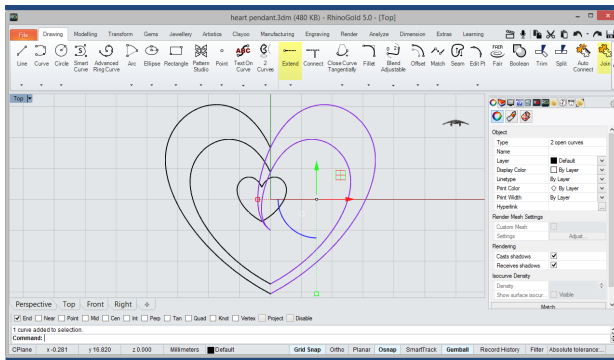 heart pendant.3dm (480 KB) - RhinoGold 5.0 - [Top]
File Drawing Modelling Transform Gems Jewellery Artistics Clayoo Manufacturing Engraving Render Analyze Dimension Extras Learning
ABC FAER
Line Curve Circle Smart Curve Advanced Ring Curve Arc Ellipse Rectangle Pattern Studio Point Text On Curve 2 Curves Extend Connect Close Curve Tangentially Fillet Blend Adjustable Offset Match Seam Edit Pt Fair Boolean Trim Split Auto Connect Join
Top
Object
Type 2 open curves
Name
Layer Default
Display Color By Layer
Linetype By Layer
Print Color By Layer
Print Width By Layer
Hyperlink ...
Render Mesh Settings
Custom Mesh
Settings Adjust...
Rendering
Casts shadows
Receives shadows
Isocurve Density
Density
Show surface isocur... Visible
Match
Perspective Top Front Right
End Near Point Mid Cen Int Perp Tan Quad Knot Vertex Project Disable
1 curve added to selection.
Command:
CPlane x -0.281 y 16.820 z 0.000 Millimeters Default Grid Snap Ortho Planar Osnap SmartTrack Gumball Record History Filter Absolute tolerance:...